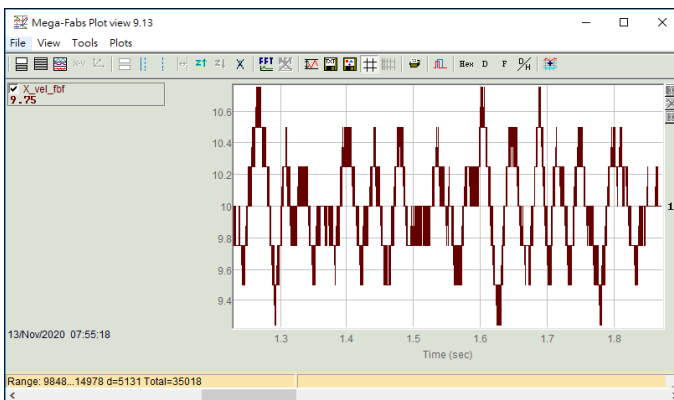 Mega-Fabs Plot view 9.13
File View Tools Plots
X-V Z↑ Z↓ X FFT Hex D F D/H
X_vel_fbf
9.75
10.6
10.4
10.2
10
9.8
9.6
9.4
1
1.3 1.4 1.5 1.6 1.7 1.8
Time (sec)
13/Nov/2020 07:55:18
Range: 9848...14978 d=5131 Total=35018